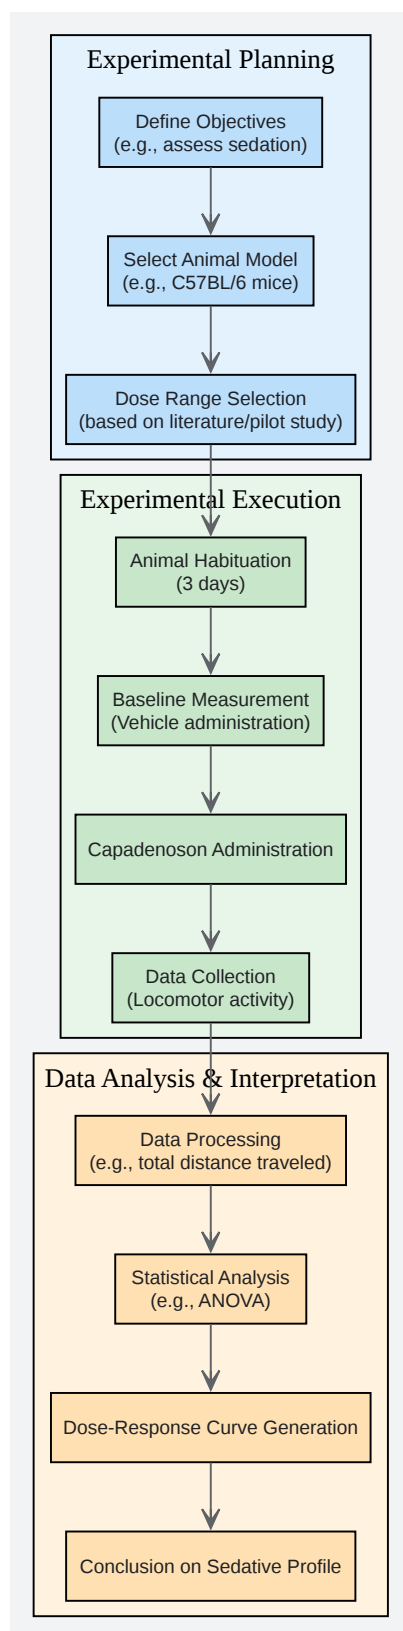 Experimental Planning
Define Objectives
(e.g., assess sedation)
Select Animal Model
(e.g., C57BL/6 mice)
Dose Range Selection
(based on literature/pilot study)
Experimental Execution
Animal Habituation
(3 days)
Baseline Measurement
(Vehicle administration)
Capadenoson Administration
Data Collection
(Locomotor activity)
Data Analysis & Interpretation
Data Processing
(e.g., total distance traveled)
Statistical Analysis
(e.g., ANOVA)
Dose-Response Curve Generation
Conclusion on Sedative Profile